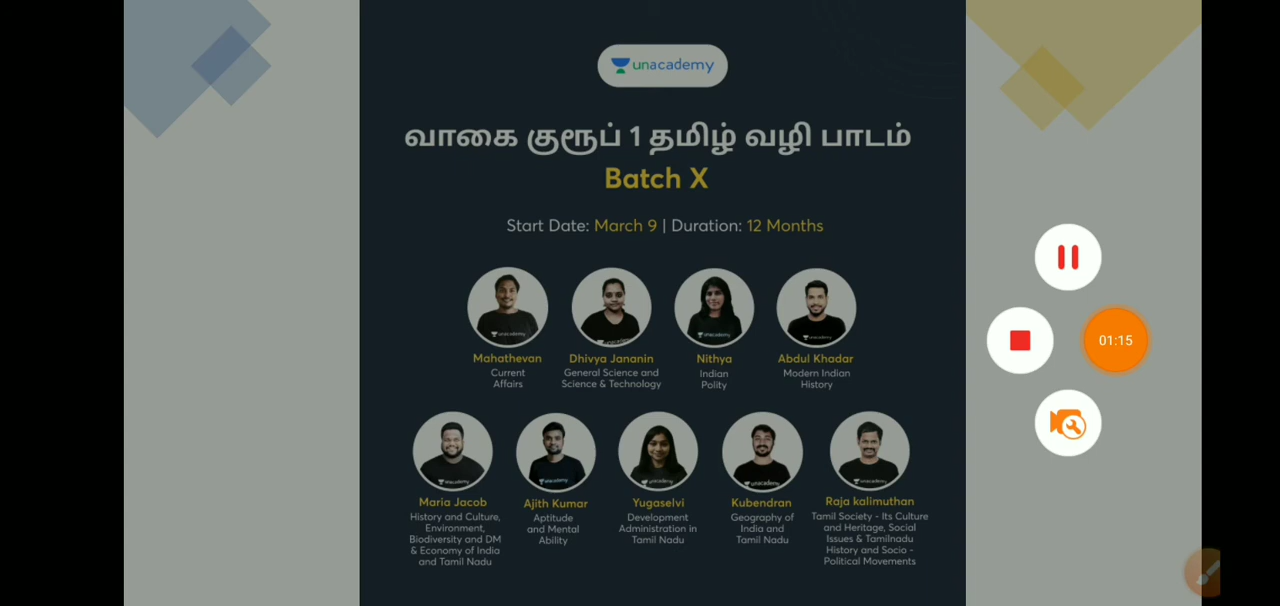 unacademy
வாகை குரூப் 1 தமிழ் வழி பாடம்
Batch X
Start Date: March 9 | Duration: 12 Months
Mahathevan
Current
Affairs
Dhivya Jananin
General Science and
Science & Technology
Nithya
Indian
Polity
Abdul Khadar
Modern Indian
History
Maria Jacob
History and Culture,
Environment,
Biodiversity and DM
& Economy of India
and Tamil Nadu
Ajith Kumar
Aptitude
and Mental
Ability
Yugaselvi
Development
Administration in
Tamil Nadu
Kubendran
Geography of
India and
Tamil Nadu
Raja kalimuthan
Tamil Society - Its Culture
and Heritage, Social
Issues & Tamilnadu
History and Socio -
Political Movements
01:15